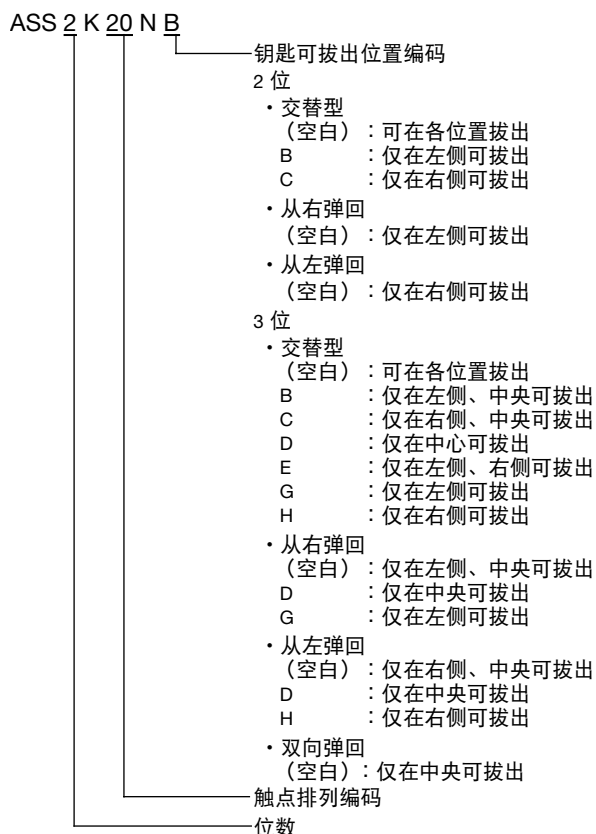 ASS 2 K 20 N B
钥匙可拔出位置编码
2 位
・交替型
（空白）：可在各位置拔出
B ：仅在左侧可拔出
C ：仅在右侧可拔出
・从右弹回
（空白）：仅在左侧可拔出
・从左弹回
（空白）：仅在右侧可拔出
3 位
・交替型
（空白）：可在各位置拔出
B ：仅在左侧、中央可拔出
C ：仅在右侧、中央可拔出
D ：仅在中心可拔出
E ：仅在左侧、右侧可拔出
G ：仅在左侧可拔出
H ：仅在右侧可拔出
・从右弹回
（空白）：仅在左侧、中央可拔出
D ：仅在中央可拔出
G ：仅在左侧可拔出
・从左弹回
（空白）：仅在右侧、中央可拔出
D ：仅在中央可拔出
H ：仅在右侧可拔出
・双向弹回
（空白）：仅在中央可拔出
触点排列编码
位数